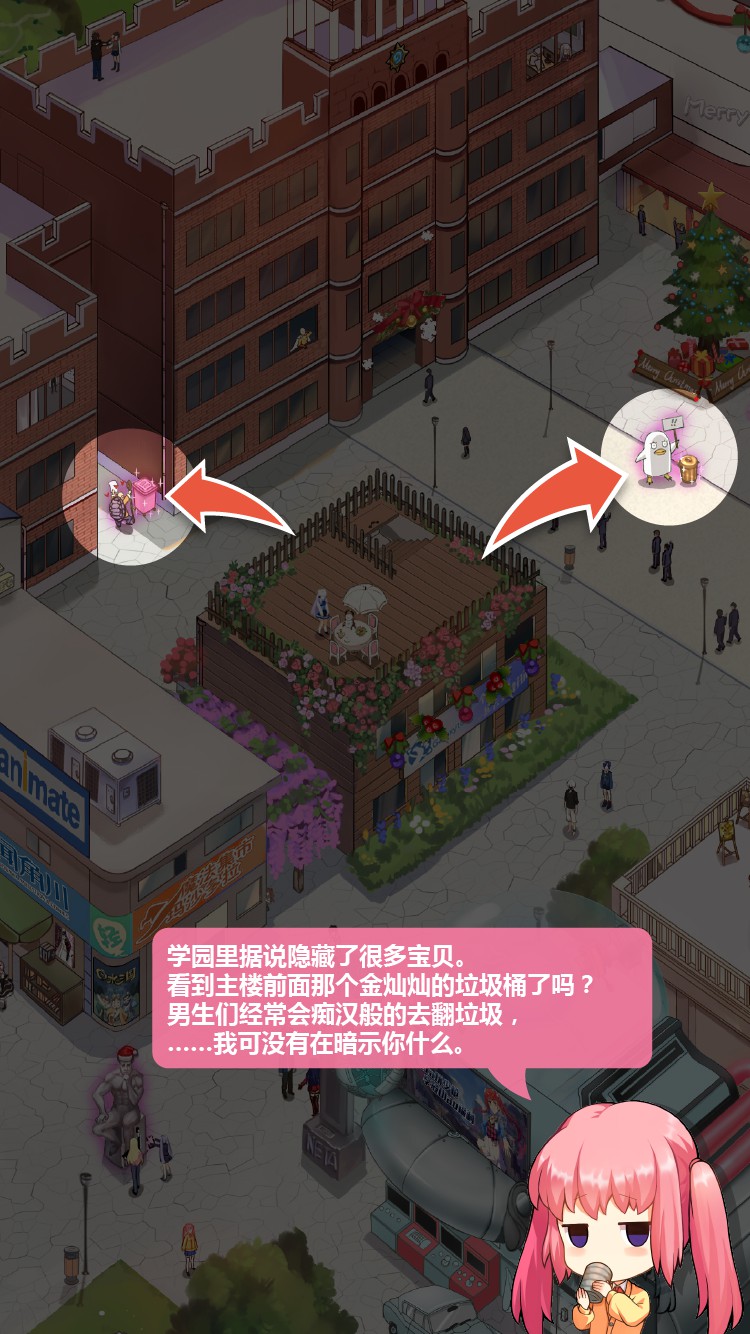 Merry
Merry
!!
animate
学园里据说隐藏了很多宝贝。
看到主楼前面那个金灿灿的垃圾桶了吗？
男生们经常会痴汉般的去翻垃圾，
……我可没有在暗示你什么。